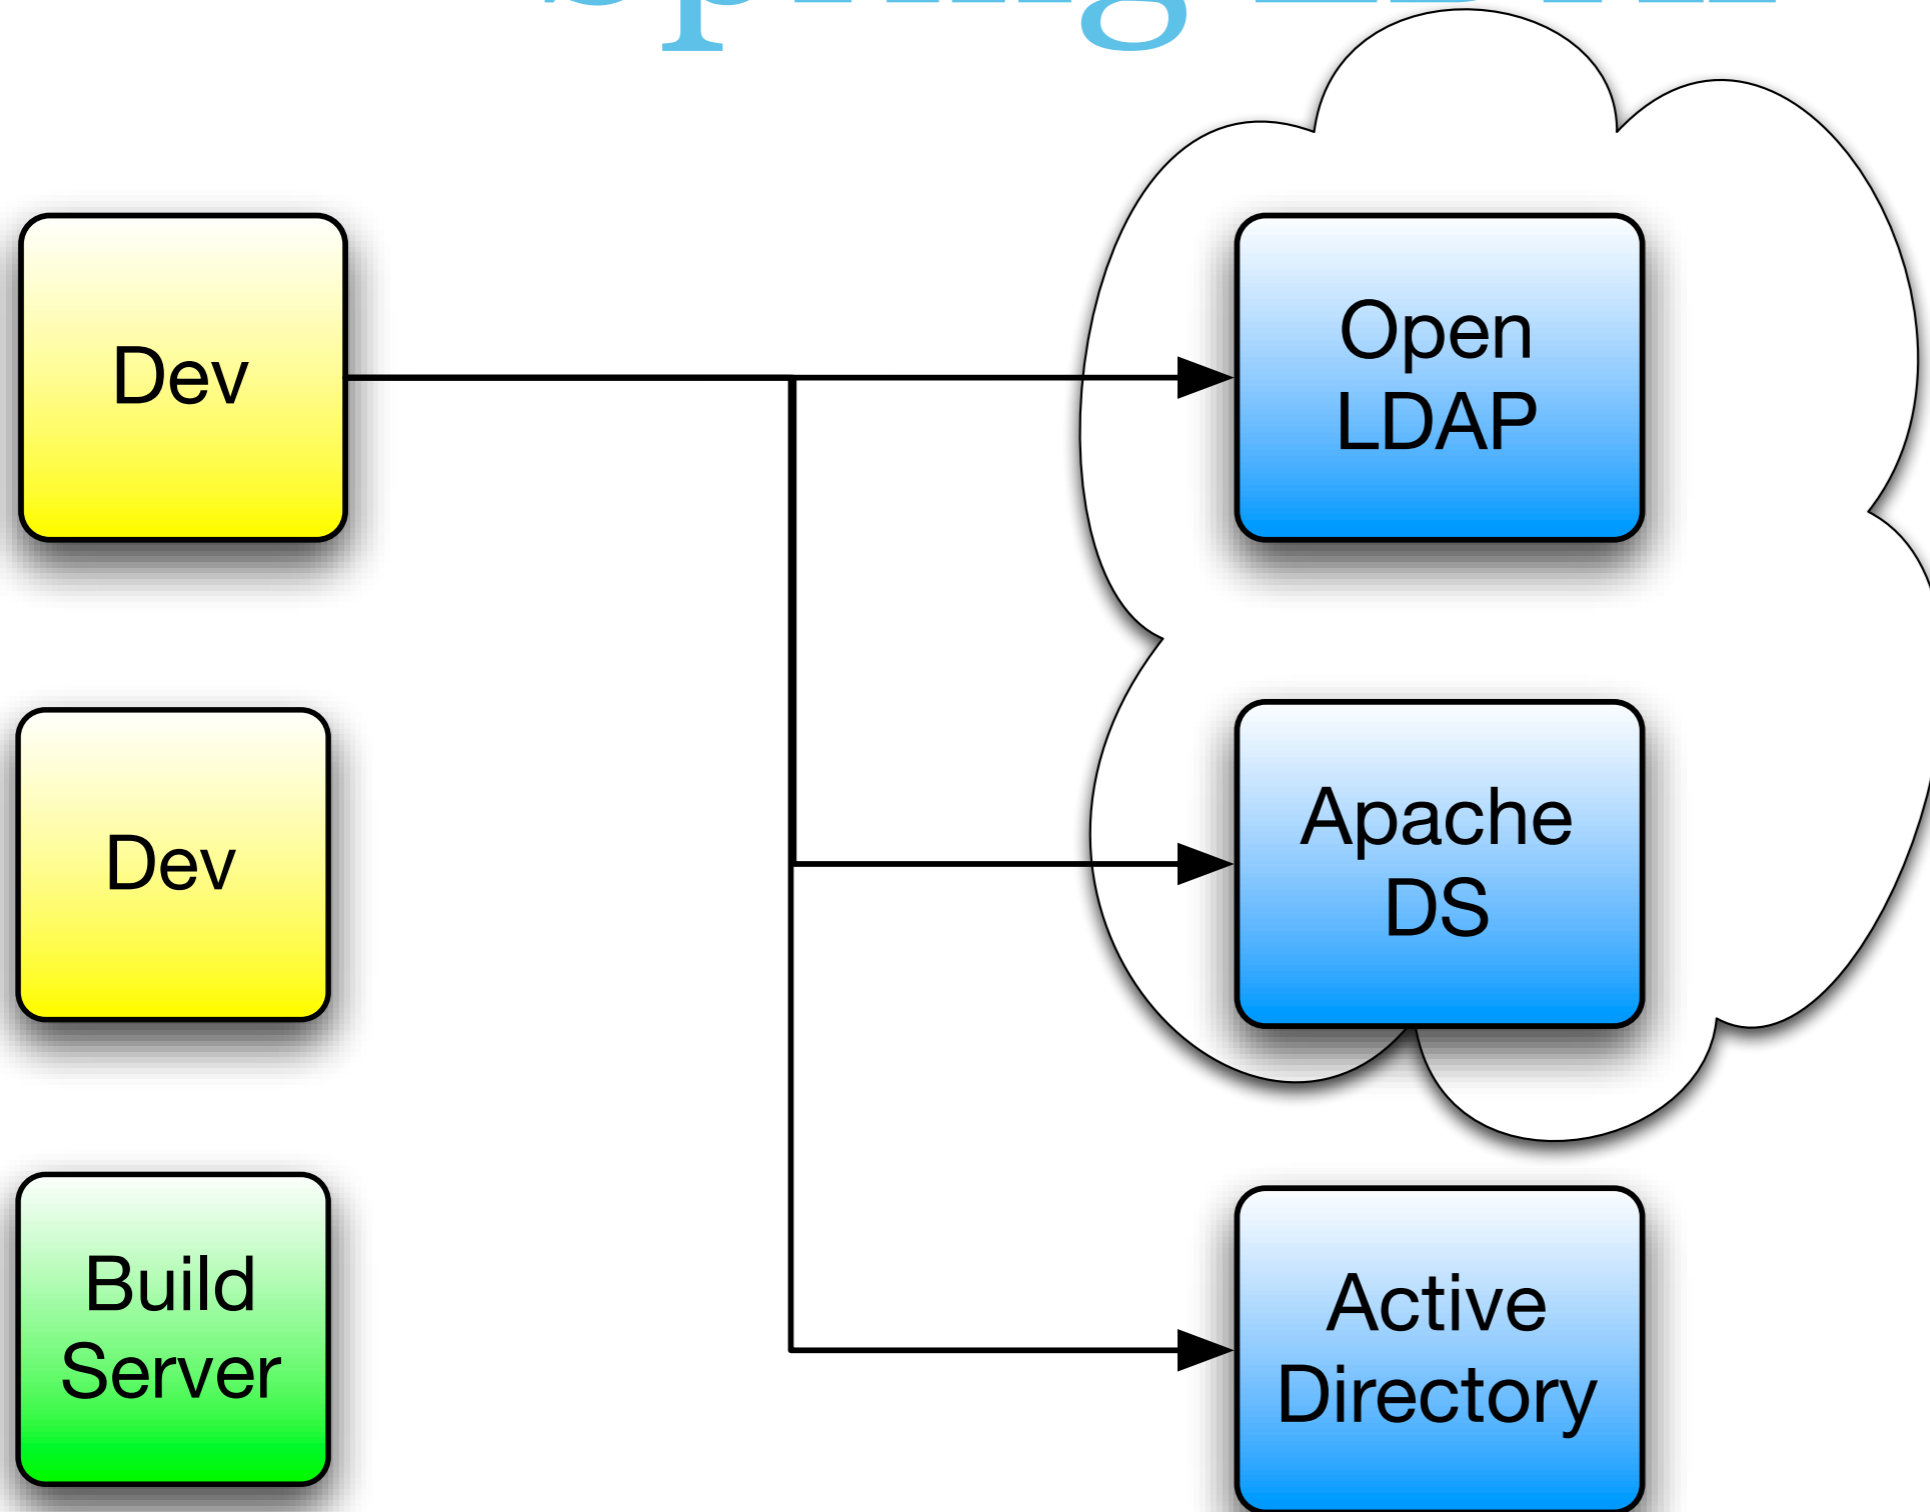 Dev
Open
LDAP
Dev
Apache
DS
Build
Server
Active
Directory